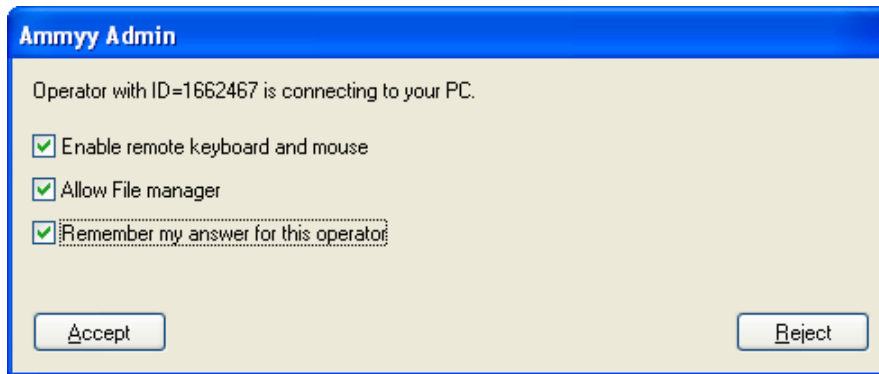 Ammyy Admin
Operator with ID=1662467 is connecting to your PC.
Enable remote keyboard and mouse
Allow File manager
Remember my answer for this operator
Accept
Reject